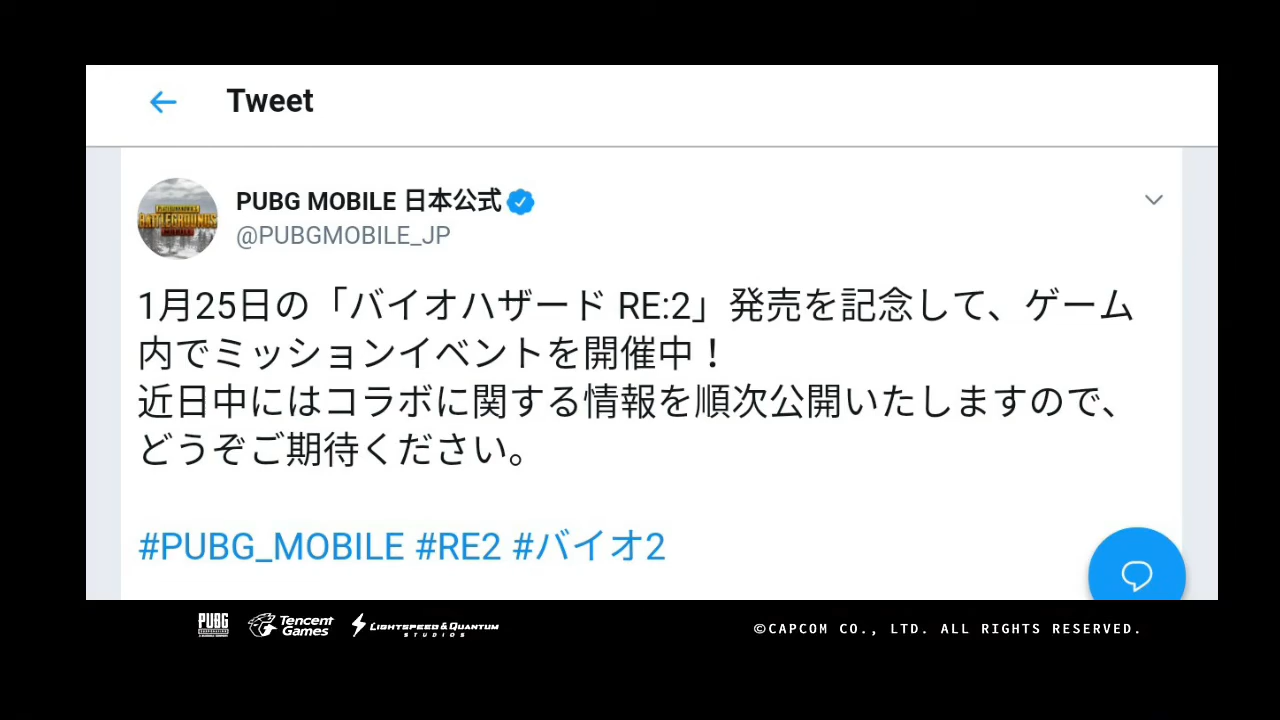 Tweet
PUBG MOBILE 日本公式
@PUBGMOBILE_JP
1月25日の「バイオハザード RE:2」発売を記念して、ゲーム
内でミッションイベントを開催中！
近日中にはコラボに関する情報を順次公開いたしますので、
どうぞご期待ください。
#PUBG_MOBILE #RE2 #バイオ2
PUBG
Tencent
Games
LIGHTSPEED & QUANTUM
STUDIOS
©CAPCOM CO., LTD. ALL RIGHTS RESERVED.